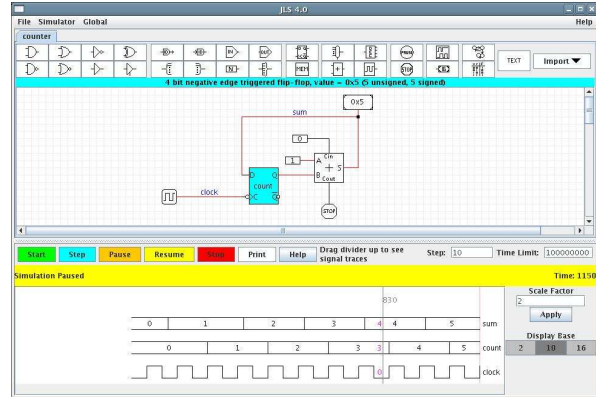 JLS 4.0
File Simulator Global Help
counter
TEXT
Import
4 bit negative edge triggered flip-flop, value = 0x5 (5 unsigned, 5 signed)
0x5
sum
0
Cin
1
A
+ S
B
Cout
D Q
count
C Q
clock
STOP
Start Step Pause Resume Stop Print Help Drag divider up to see signal traces Step: 10 Time Limit: 100000000
Simulation Paused Time: 1150
Scale Factor
2
Apply
Display Base
2 10 16
830
0 1 2 3 4 4 5 sum
0 1 2 3 3 4 5 count
0 clock